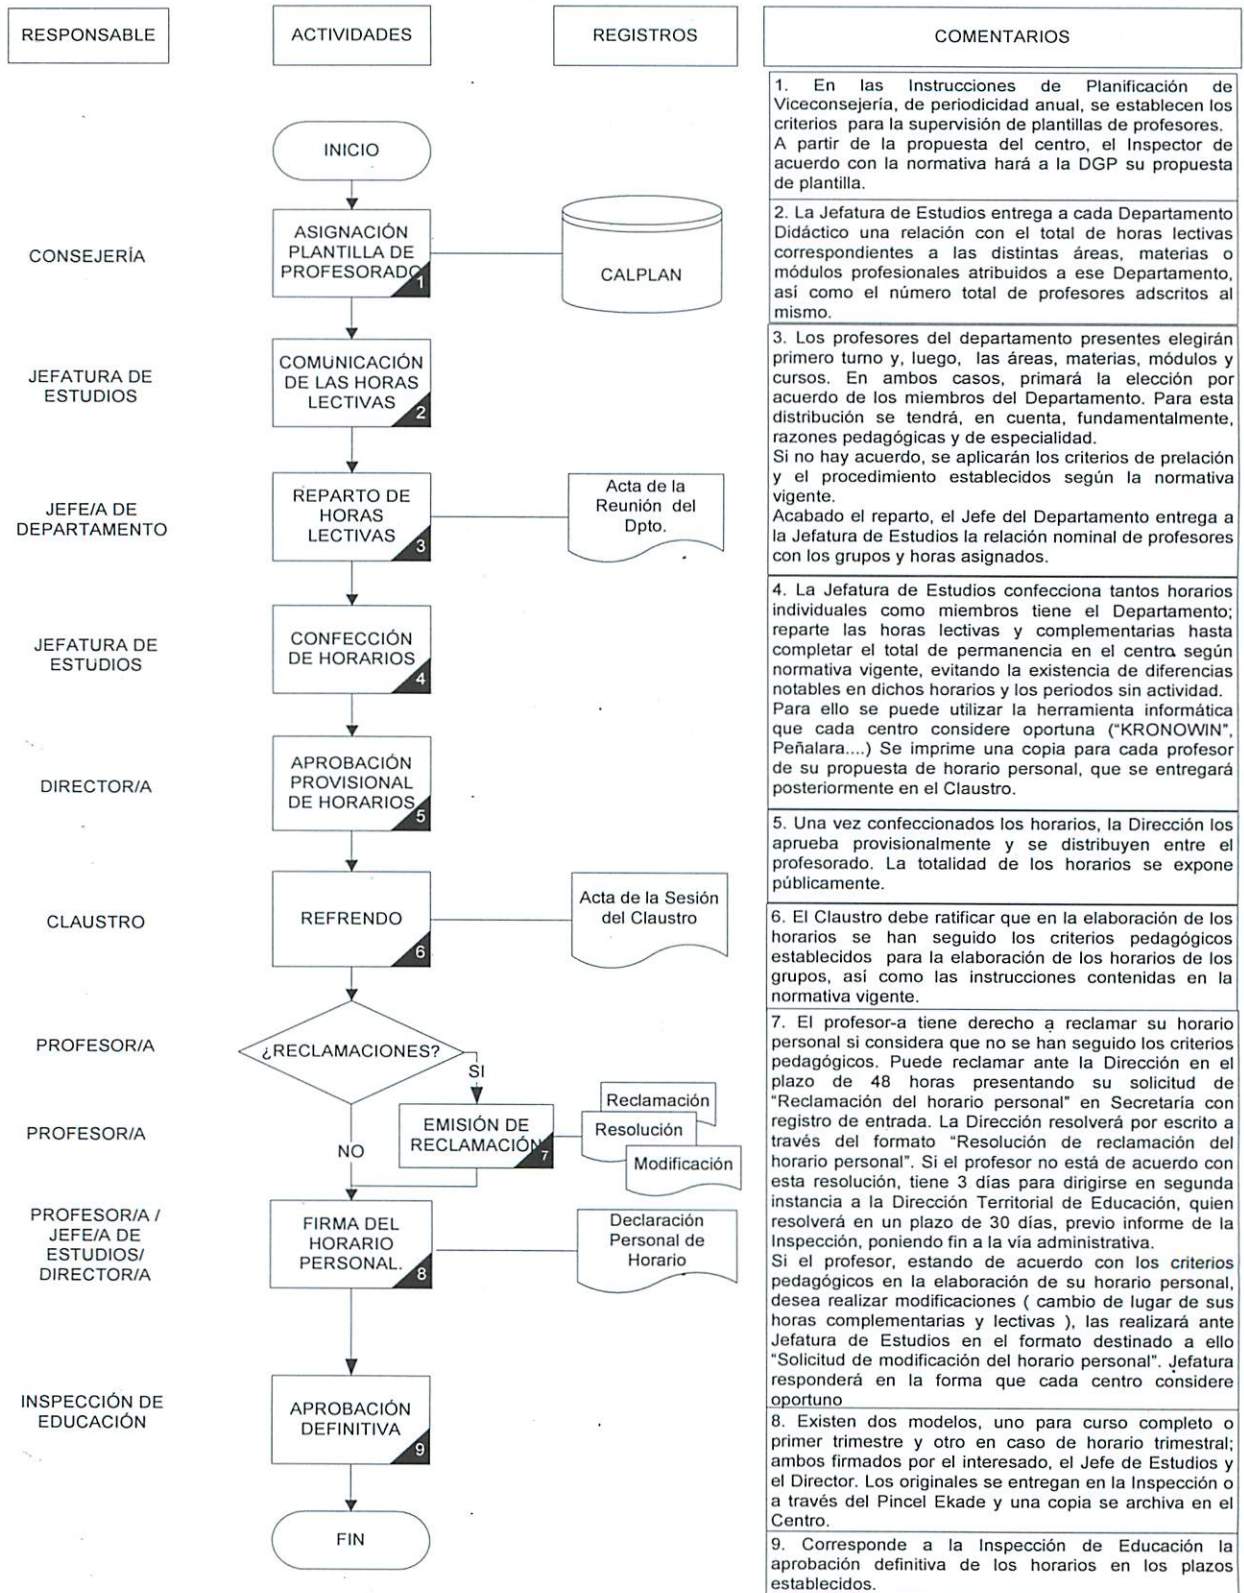 RESPONSABLE
ACTIVIDADES
REGISTROS
COMENTARIOS
INICIO
CONSEJERÍA
ASIGNACIÓN
PLANTILLA DE
PROFESORADO
1
CALPLAN
JEFATURA DE
ESTUDIOS
COMUNICACIÓN
DE LAS HORAS
LECTIVAS
2
JEFE/A DE
DEPARTAMENTO
REPARTO DE
HORAS
LECTIVAS
3
Acta de la
Reunión del
Dpto.
JEFATURA DE
ESTUDIOS
CONFECCIÓN
DE HORARIOS
4
DIRECTOR/A
APROBACIÓN
PROVISIONAL
DE HORARIOS
5
CLAUSTRO
REFRENDO
6
Acta de la Sesión
del Claustro
PROFESOR/A
¿RECLAMACIONES?
SI
NO
PROFESOR/A
EMISIÓN DE
RECLAMACIÓN
7
Reclamación
Resolución
Modificación
PROFESOR/A /
JEFE/A DE
ESTUDIOS/
DIRECTOR/A
FIRMA DEL
HORARIO
PERSONAL.
8
Declaración
Personal de
Horario
INSPECCIÓN DE
EDUCACIÓN
APROBACIÓN
DEFINITIVA
9
FIN
1. En las Instrucciones de Planificación de
Viceconsejería, de periodicidad anual, se establecen los
criterios para la supervisión de plantillas de profesores.
A partir de la propuesta del centro, el Inspector de
acuerdo con la normativa hará a la DGP su propuesta
de plantilla.
2. La Jefatura de Estudios entrega a cada Departamento
Didáctico una relación con el total de horas lectivas
correspondientes a las distintas áreas, materias o
módulos profesionales atribuidos a ese Departamento,
así como el número total de profesores adscritos al
mismo.
3. Los profesores del departamento presentes elegirán
primero turno y, luego, las áreas, materias, módulos y
cursos. En ambos casos, primará la elección por
acuerdo de los miembros del Departamento. Para esta
distribución se tendrá, en cuenta, fundamentalmente,
razones pedagógicas y de especialidad.
Si no hay acuerdo, se aplicarán los criterios de prelación
y el procedimiento establecidos según la normativa
vigente.
Acabado el reparto, el Jefe del Departamento entrega a
la Jefatura de Estudios la relación nominal de profesores
con los grupos y horas asignados.
4. La Jefatura de Estudios confecciona tantos horarios
individuales como miembros tiene el Departamento;
reparte las horas lectivas y complementarias hasta
completar el total de permanencia en el centro según
normativa vigente, evitando la existencia de diferencias
notables en dichos horarios y los periodos sin actividad.
Para ello se puede utilizar la herramienta informática
que cada centro considere oportuna ("KRONOWIN",
Peñalara....) Se imprime una copia para cada profesor
de su propuesta de horario personal, que se entregará
posteriormente en el Claustro.
5. Una vez confeccionados los horarios, la Dirección los
aprueba provisionalmente y se distribuyen entre el
profesorado. La totalidad de los horarios se expone
públicamente.
6. El Claustro debe ratificar que en la elaboración de los
horarios se han seguido los criterios pedagógicos
establecidos para la elaboración de los horarios de los
grupos, así como las instrucciones contenidas en la
normativa vigente.
7. El profesor-a tiene derecho a reclamar su horario
personal si considera que no se han seguido los criterios
pedagógicos. Puede reclamar ante la Dirección en el
plazo de 48 horas presentando su solicitud de
"Reclamación del horario personal" en Secretaría con
registro de entrada. La Dirección resolverá por escrito a
través del formato "Resolución de reclamación del
horario personal". Si el profesor no está de acuerdo con
esta resolución, tiene 3 días para dirigirse en segunda
instancia a la Dirección Territorial de Educación, quien
resolverá en un plazo de 30 días, previo informe de la
Inspección, poniendo fin a la vía administrativa.
Si el profesor, estando de acuerdo con los criterios
pedagógicos en la elaboración de su horario personal,
desea realizar modificaciones ( cambio de lugar de sus
horas complementarias y lectivas ), las realizará ante
Jefatura de Estudios en el formato destinado a ello
"Solicitud de modificación del horario personal". Jefatura
responderá en la forma que cada centro considere
oportuno
8. Existen dos modelos, uno para curso completo o
primer trimestre y otro en caso de horario trimestral;
ambos firmados por el interesado, el Jefe de Estudios y
el Director. Los originales se entregan en la Inspección o
a través del Pincel Ekade y una copia se archiva en el
Centro.
9. Corresponde a la Inspección de Educación la
aprobación definitiva de los horarios en los plazos
establecidos.